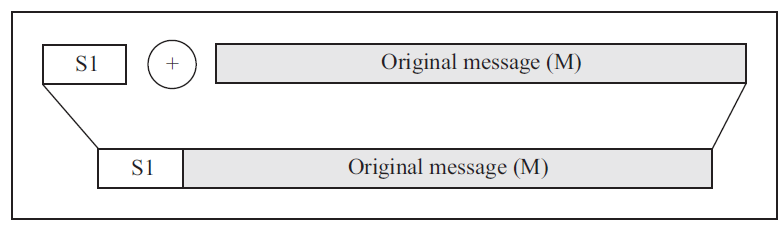 S1 + Original message (M)
S1 Original message (M)